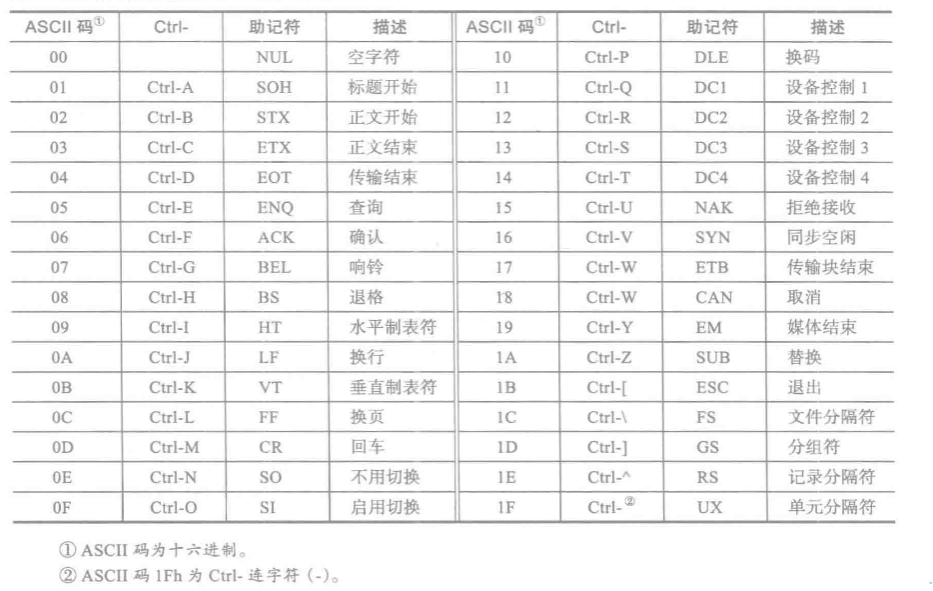 ASCII 码① Ctrl- 助记符 描述 ASCII 码① Ctrl- 助记符 描述
00 NUL 空字符 10 Ctrl-P DLE 换码
01 Ctrl-A SOH 标题开始 11 Ctrl-Q DC1 设备控制 1
02 Ctrl-B STX 正文开始 12 Ctrl-R DC2 设备控制 2
03 Ctrl-C ETX 正文结束 13 Ctrl-S DC3 设备控制 3
04 Ctrl-D EOT 传输结束 14 Ctrl-T DC4 设备控制 4
05 Ctrl-E ENQ 查询 15 Ctrl-U NAK 拒绝接收
06 Ctrl-F ACK 确认 16 Ctrl-V SYN 同步空闲
07 Ctrl-G BEL 响铃 17 Ctrl-W ETB 传输块结束
08 Ctrl-H BS 退格 18 Ctrl-W CAN 取消
09 Ctrl-I HT 水平制表符 19 Ctrl-Y EM 媒体结束
0A Ctrl-J LF 换行 1A Ctrl-Z SUB 替换
0B Ctrl-K VT 垂直制表符 1B Ctrl-[ ESC 退出
0C Ctrl-L FF 换页 1C Ctrl-\ FS 文件分隔符
0D Ctrl-M CR 回车 1D Ctrl-] GS 分组符
0E Ctrl-N SO 不用切换 1E Ctrl-^ RS 记录分隔符
0F Ctrl-O SI 启用切换 1F Ctrl-② UX 单元分隔符
① ASCII 码为十六进制。
② ASCII 码 1Fh 为 Ctrl- 连字符 (-)。